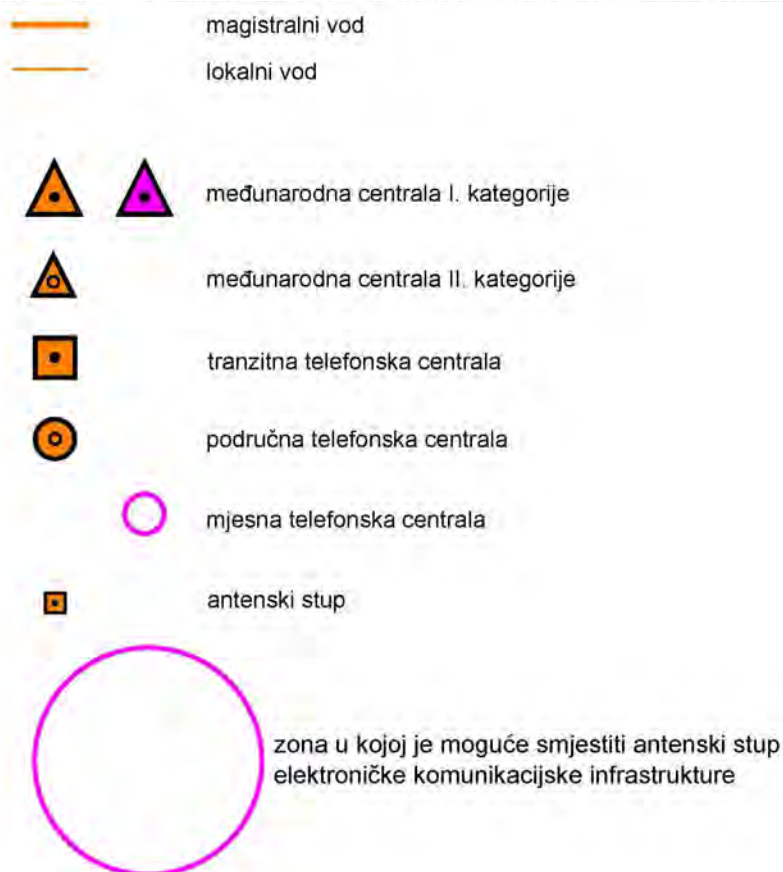 magistralni vod
lokalni vod
međunarodna centrala I. kategorije
međunarodna centrala II. kategorije
tranzitna telefonska centrala
područna telefonska centrala
mjesna telefonska centrala
antenski stup
zona u kojoj je moguće smjestiti antenski stup
elektroničke komunikacijske infrastrukture